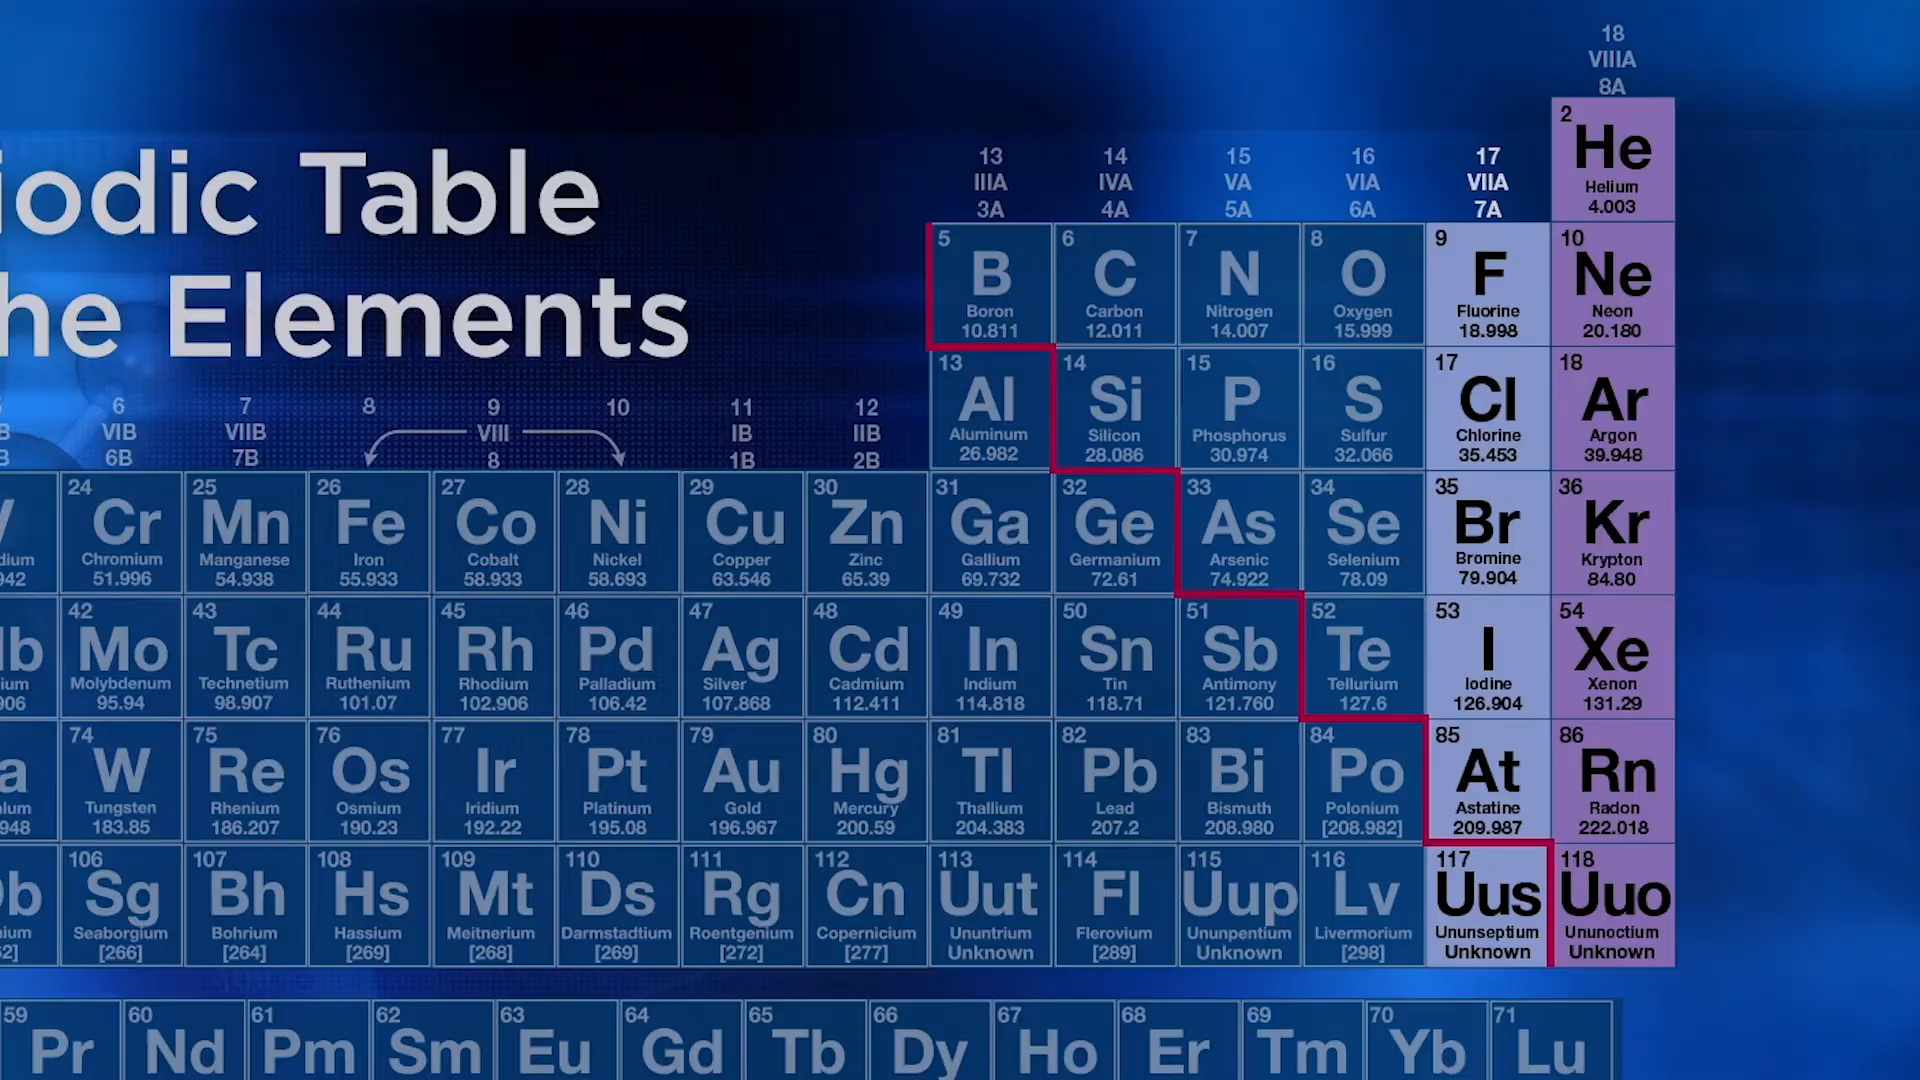 18
VIIIA
8A
iodic Table
he Elements
13 14 15 16 17
IIIA IVA VA VIA VIIA
3A 4A 5A 6A 7A
2
He
Helium
4.003
5 6 7 8 9 10
B C N O F Ne
Boron Carbon Nitrogen Oxygen Fluorine Neon
10.811 12.011 14.007 15.999 18.998 20.180
13 14 15 16 17 18
Al Si P S Cl Ar
Aluminum Silicon Phosphorus Sulfur Chlorine Argon
26.982 28.086 30.974 32.066 35.453 39.948
6 7 8 9 10 11 12
B VIB VIIB VIII IB IIB
B 6B 7B 8 1B 2B
24 25 26 27 28 29 30 31 32 33 34 35 36
V Cr Mn Fe Co Ni Cu Zn Ga Ge As Se Br Kr
dium Chromium Manganese Iron Cobalt Nickel Copper Zinc Gallium Germanium Arsenic Selenium Bromine Krypton
942 51.996 54.938 55.933 58.933 58.693 63.546 65.39 69.732 72.61 74.922 78.09 79.904 84.80
42 43 44 45 46 47 48 49 50 51 52 53 54
lb Mo Tc Ru Rh Pd Ag Cd In Sn Sb Te I Xe
ium Molybdenum Technetium Ruthenium Rhodium Palladium Silver Cadmium Indium Tin Antimony Tellurium Iodine Xenon
906 95.94 98.907 101.07 102.906 106.42 107.868 112.411 114.818 118.71 121.760 127.6 126.904 131.29
74 75 76 77 78 79 80 81 82 83 84 85 86
a W Re Os Ir Pt Au Hg Tl Pb Bi Po At Rn
alum Tungsten Rhenium Osmium Iridium Platinum Gold Mercury Thallium Lead Bismuth Polonium Astatine Radon
948 183.85 186.207 190.23 192.22 195.08 196.967 200.59 204.383 207.2 208.980 [208.982] 209.987 222.018
106 107 108 109 110 111 112 113 114 115 116 117 118
Db Sg Bh Hs Mt Ds Rg Cn Uut Fl Uup Lv Uus Uuo
nium Seaborgium Bohrium Hassium Meitnerium Darmstadtium Roentgenium Copernicium Ununtrium Flerovium Ununpentium Livermorium Ununseptium Ununoctium
62] [266] [264] [269] [268] [269] [272] [277] Unknown [289] Unknown [298] Unknown Unknown
59 60 61 62 63 64 65 66 67 68 69 70 71
Pr Nd Pm Sm Eu Gd Tb Dy Ho Er Tm Yb Lu